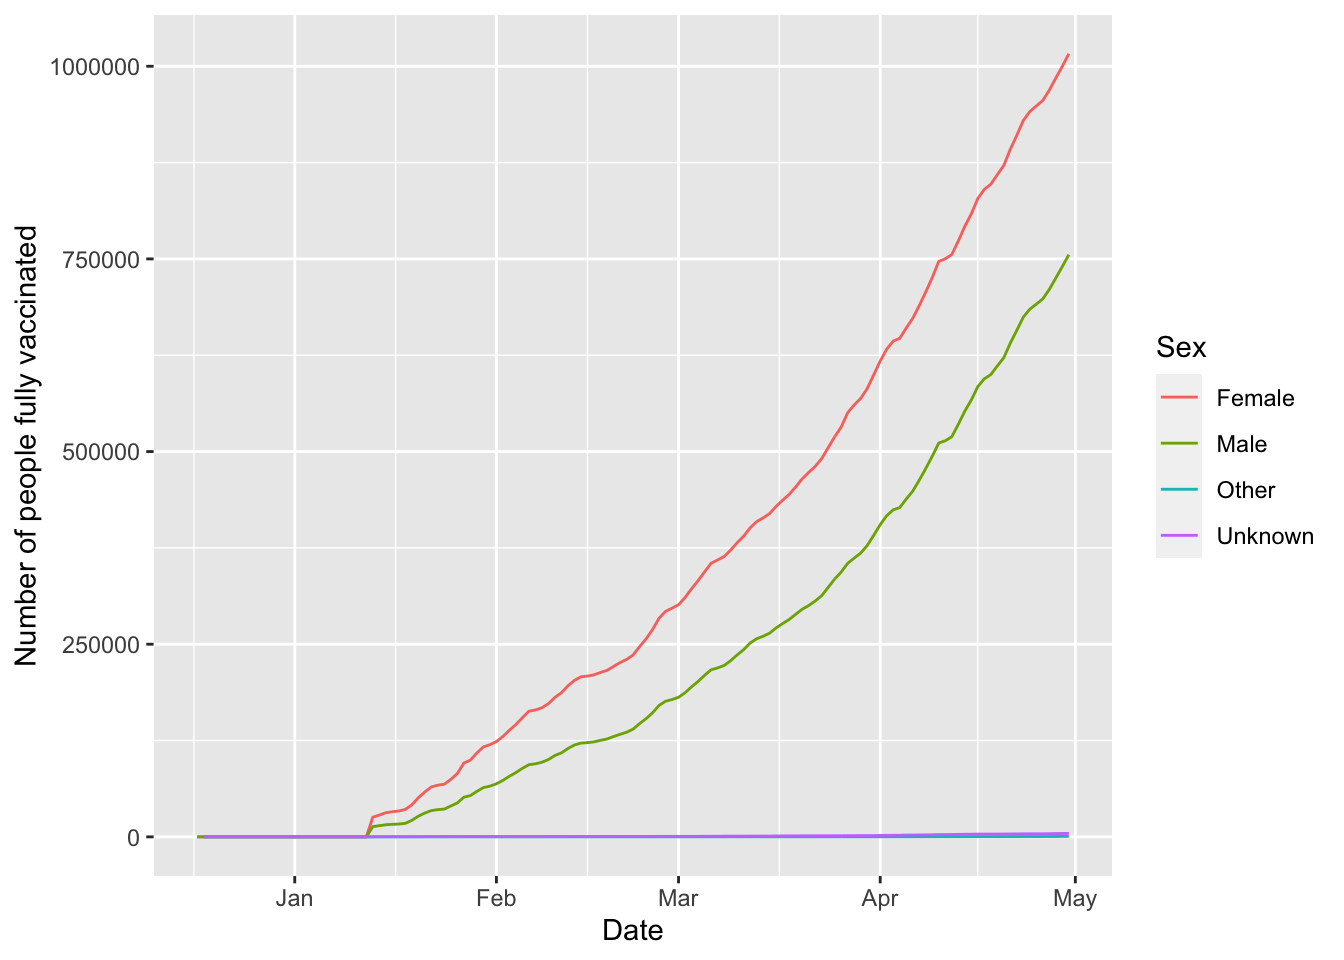 Number of people fully vaccinated
1000000
750000
500000
250000
0
Jan Feb Mar Apr May
Date
Sex
Female
Male
Other
Unknown